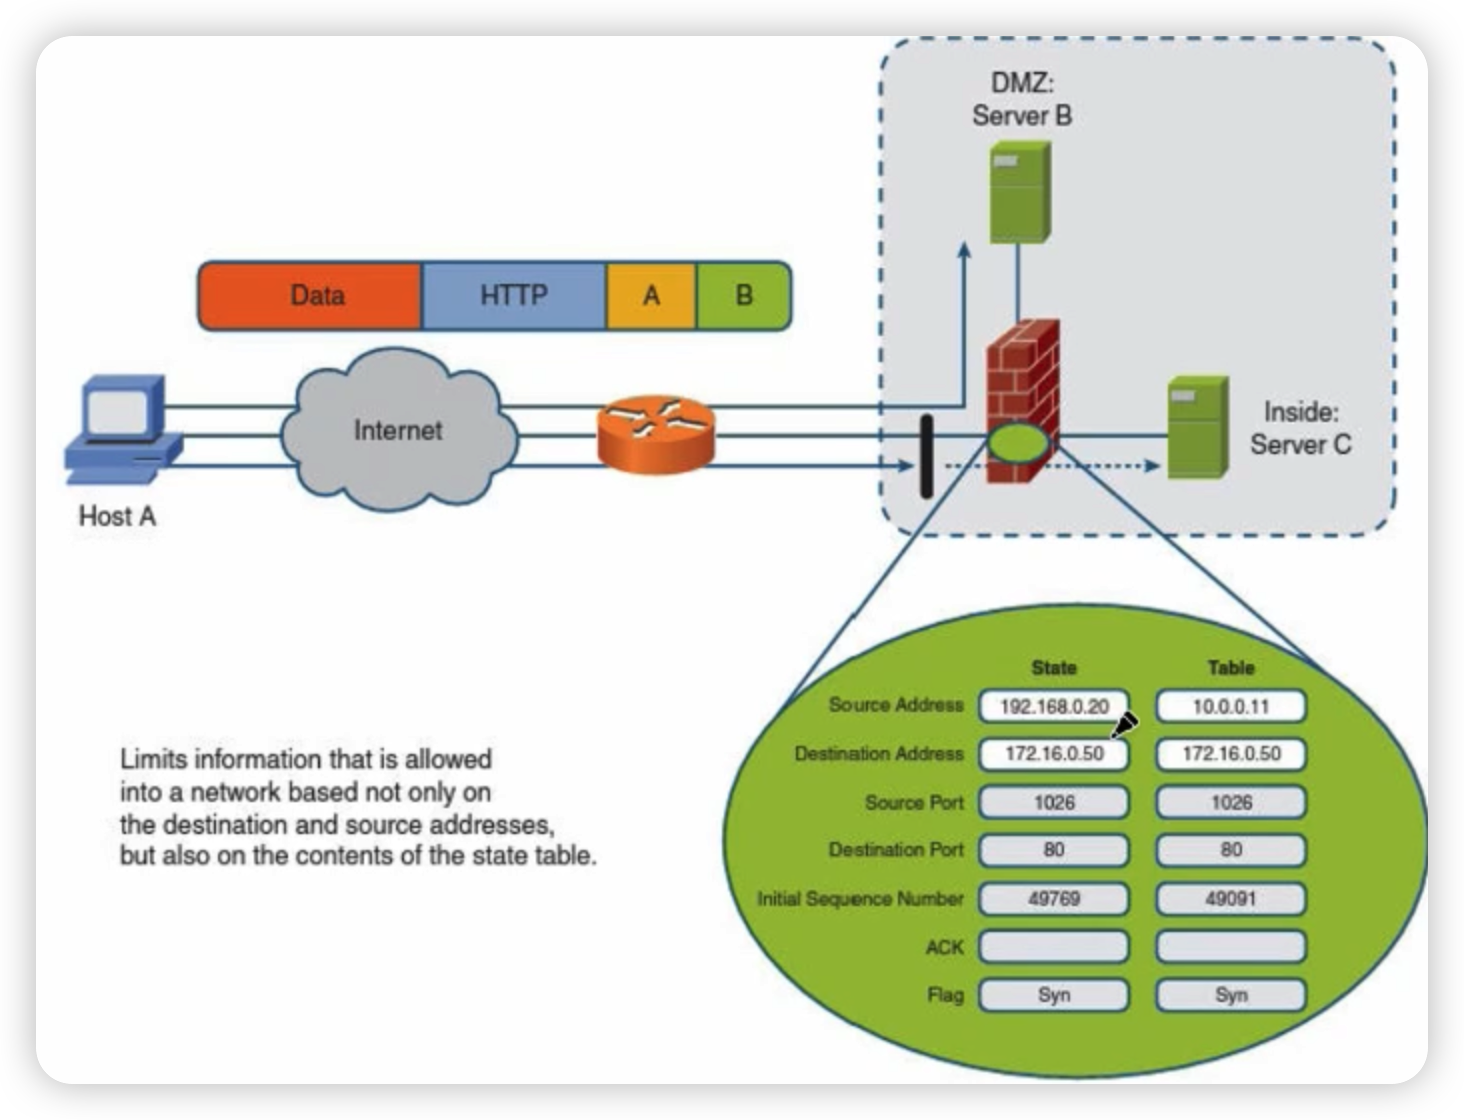 DMZ:
Server B
Data HTTP A B
Internet
Host A
Inside:
Server C
Limits information that is allowed
into a network based not only on
the destination and source addresses,
but also on the contents of the state table.
State Table
Source Address 192.168.0.20 10.0.0.11
Destination Address 172.16.0.50 172.16.0.50
Source Port 1026 1026
Destination Port 80 80
Initial Sequence Number 49769 49091
ACK
Flag Syn Syn